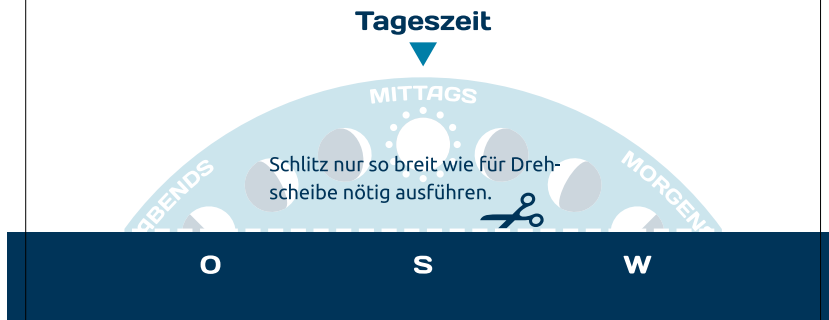 Tageszeit
MITTAGS
ABENDS
MORGENS
Schlitz nur so breit wie für Dreh-
scheibe nötig ausführen.
O S W